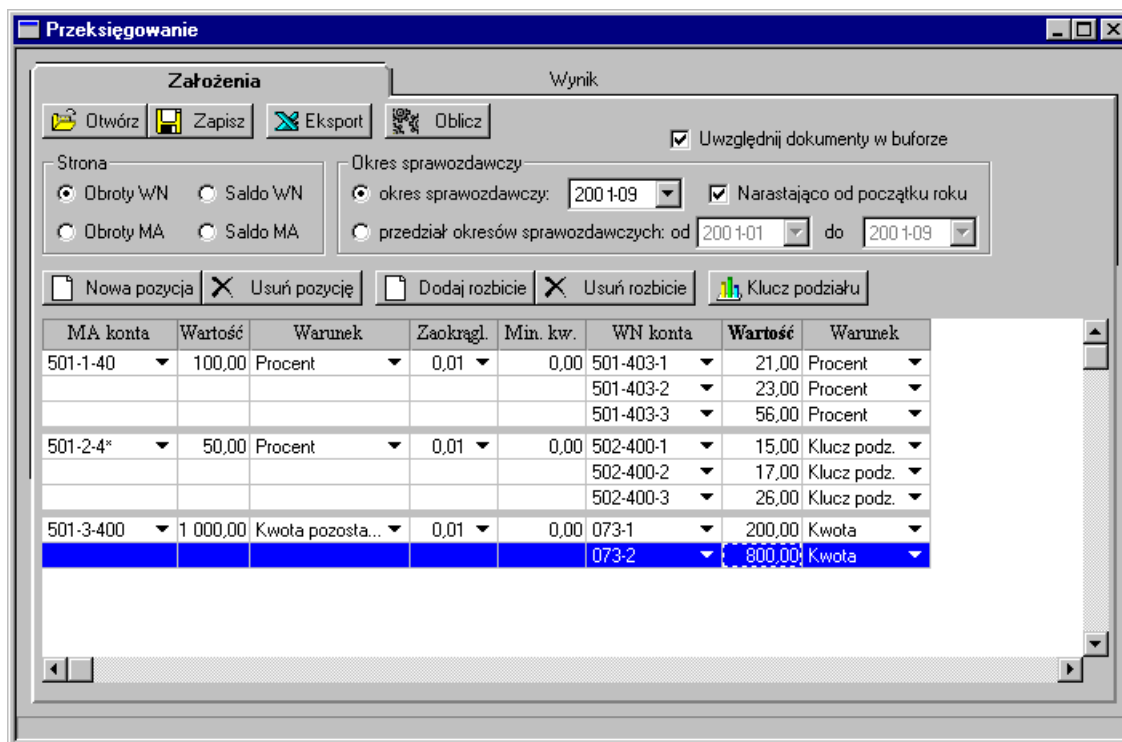 Przeksięgowanie
Założenia Wynik
Otwórz Zapisz Eksport Oblicz
Uwzględnij dokumenty w buforze
Strona Okres sprawozdawczy
Obroty WN Saldo WN okres sprawozdawczy: 2001-09 Narastająco od początku roku
Obroty MA Saldo MA przedział okresów sprawozdawczych: od 2001-01 do 2001-09
Nowa pozycja Usuń pozycję Dodaj rozbicie Usuń rozbicie Klucz podziału
MA konta Wartość Warunek Zaokrągl. Min. kw. WN konta Wartość Warunek
501-1-40 100,00 Procent 0,01 0,00 501-403-1 21,00 Procent
501-403-2 23,00 Procent
501-403-3 56,00 Procent
501-2-4* 50,00 Procent 0,01 0,00 502-400-1 15,00 Klucz podz.
502-400-2 17,00 Klucz podz.
502-400-3 26,00 Klucz podz.
501-3-400 1 000,00 Kwota pozosta... 0,01 0,00 073-1 200,00 Kwota
073-2 800,00 Kwota